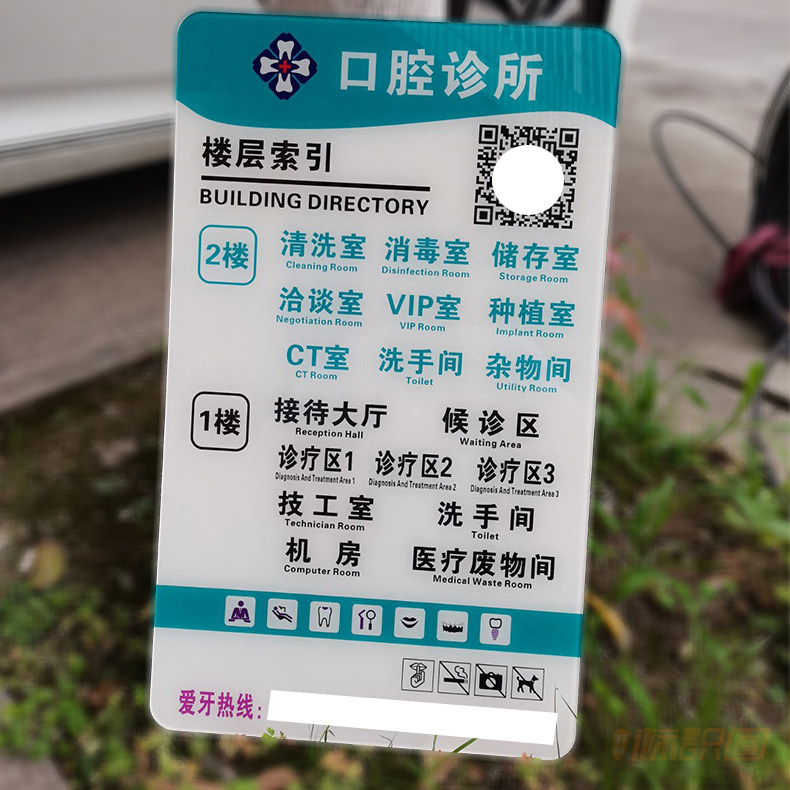 口腔诊所
楼层索引
BUILDING DIRECTORY
2楼
清洗室 消毒室 储存室
Cleaning Room Disinfection Room Storage Room
洽谈室 VIP室 种植室
Negotiation Room VIP Room Implant Room
CT室 洗手间 杂物间
CT Room Toilet Utility Room
1楼
接待大厅 候诊区
Reception Hall Waiting Area
诊疗区1 诊疗区2 诊疗区3
Diagnosis And Treatment Area 1 Diagnosis And Treatment Area 2 Diagnosis And Treatment Area 3
技工室 洗手间
Technician Room Toilet
机房 医疗废物间
Computer Room Medical Waste Room
爱牙热线: